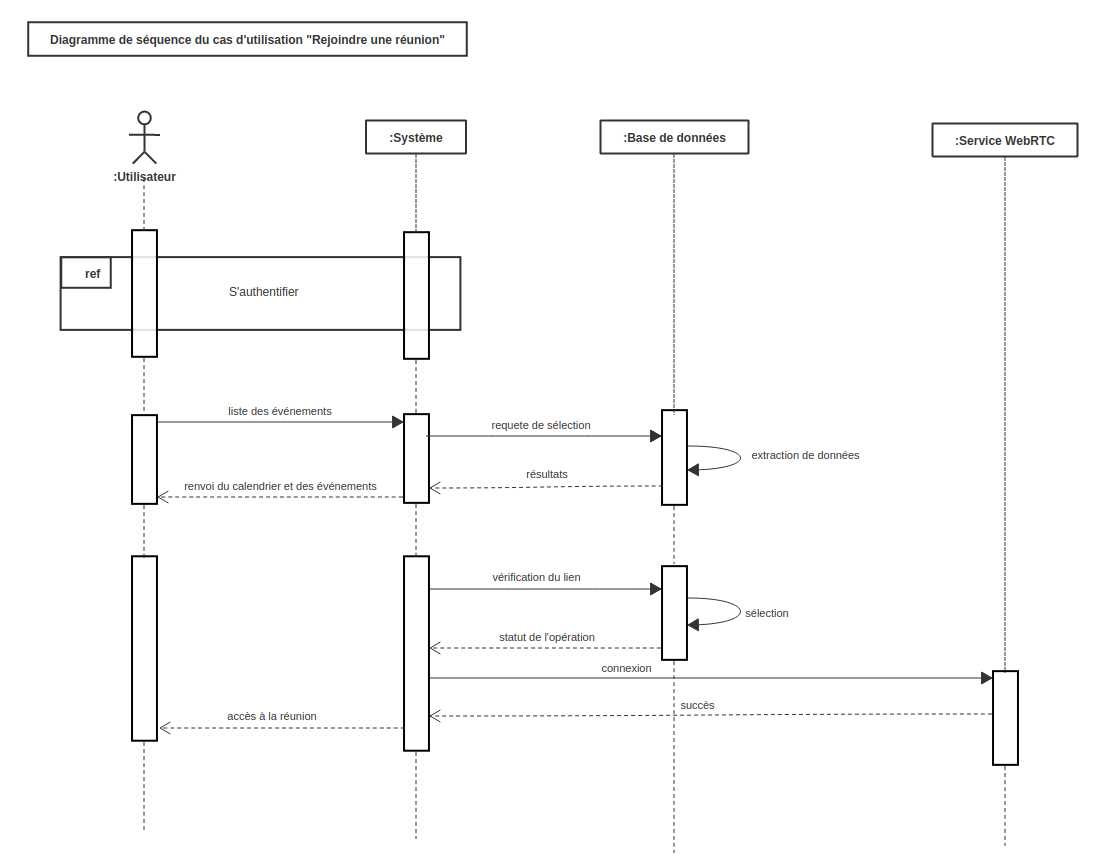 Diagramme de séquence du cas d'utilisation "Rejoindre une réunion"
:Utilisateur
:Système
:Base de données
:Service WebRTC
ref
S'authentifier
liste des événements
requete de sélection
extraction de données
résultats
renvoi du calendrier et des événements
vérification du lien
sélection
statut de l'opération
connexion
succès
accès à la réunion